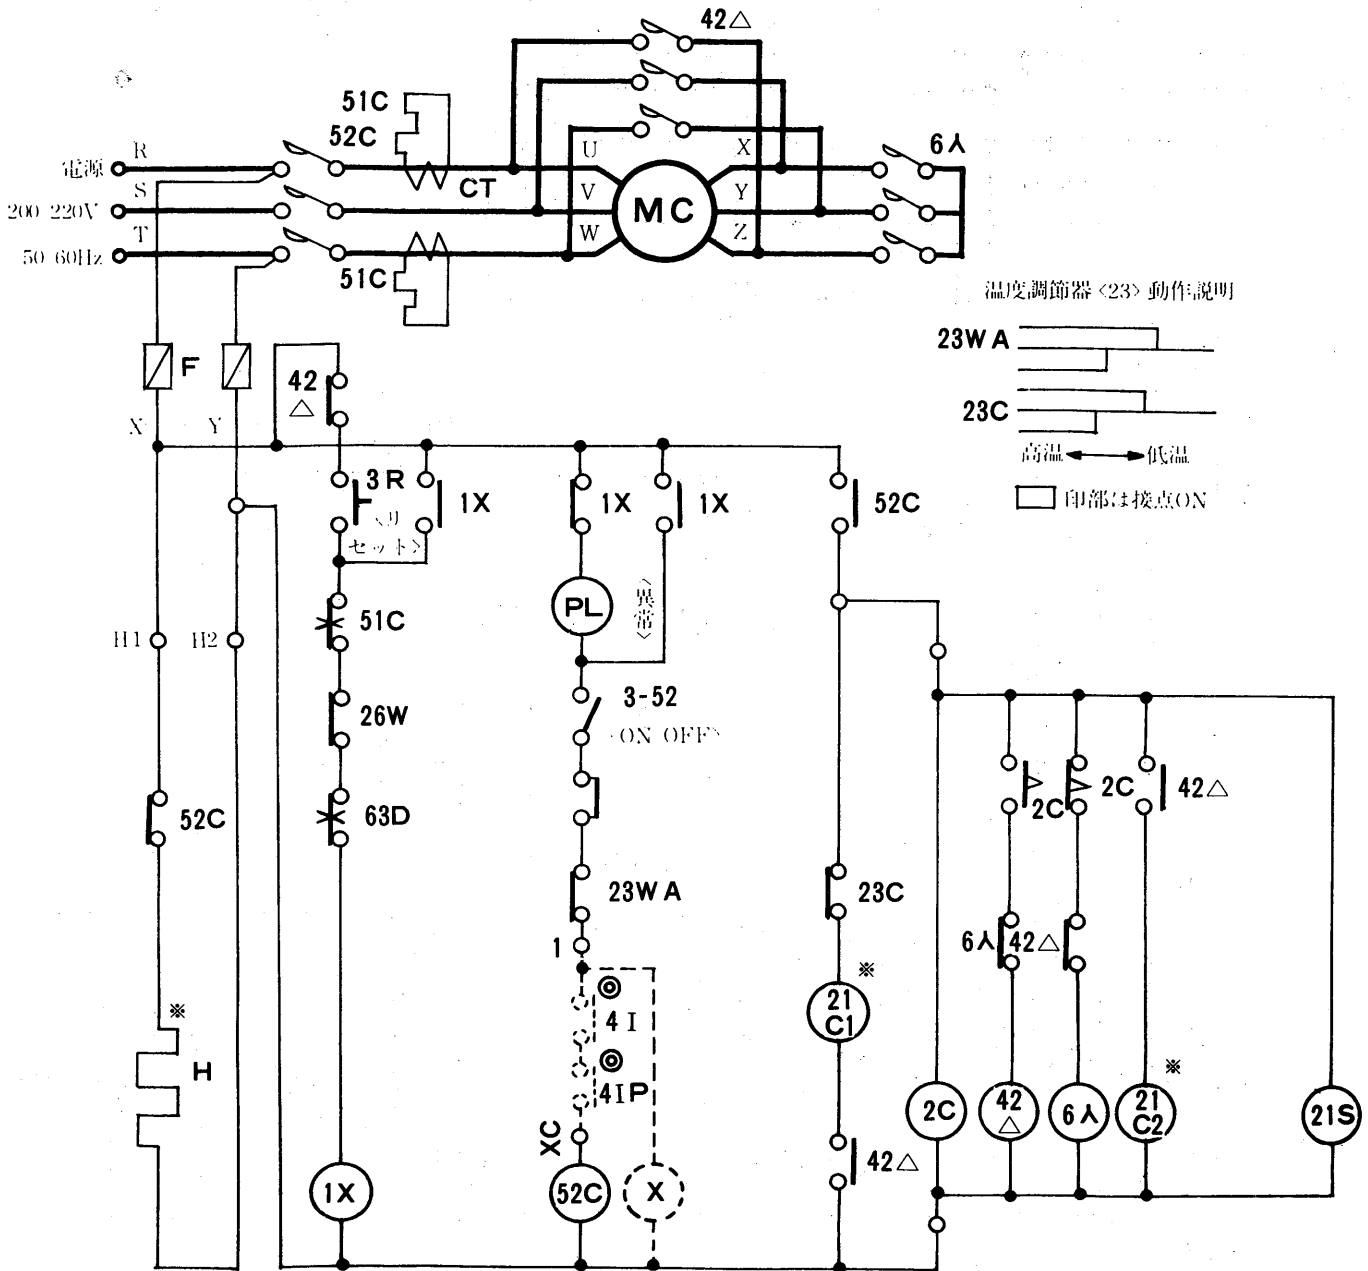 42△
51C
52C
R
U
X
6人
電源
S
CT
V
MC
Y
200 220V
T
W
Z
50 60Hz
51C
温度調節器〈23〉動作説明
23WA
23C
高温 低温
印部は接点ON
F
42
△
X
Y
3R
〈リ
セット〉
1X
1X
1X
52C
PL
〈異常〉
H1
H2
51C
26W
3-52
ON OFF〉
52C
63D
2C
2C
42△
23WA
23C
1
6人
42△
※
※
21
C1
◎
4I
H
◎
4IP
※
XC
2C
42
△
6人
21
C2
21S
42△
1X
52C
X